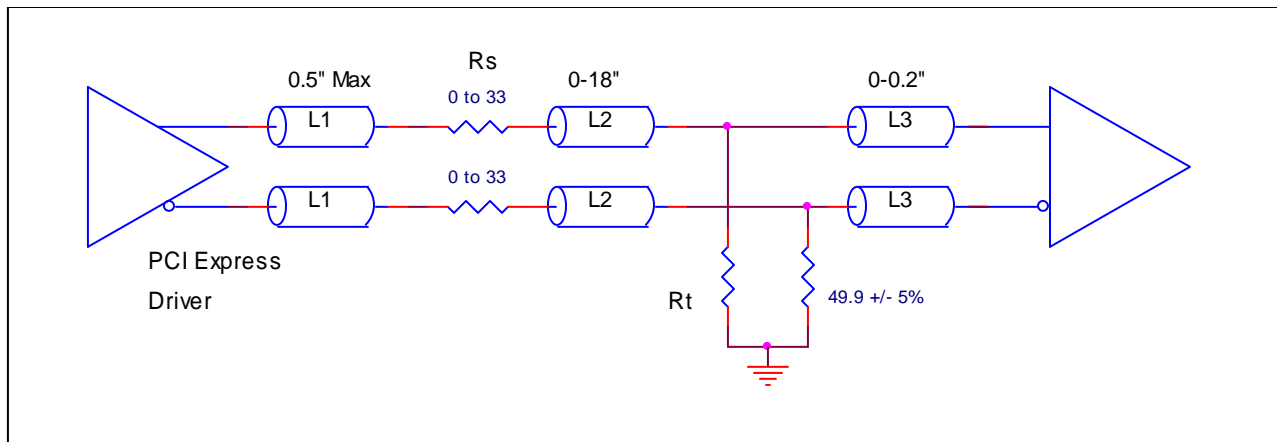 Rs
0.5" Max
0-18"
0-0.2"
0 to 33
L1
L2
L3
0 to 33
L1
L2
L3
PCI Express
Driver
Rt
49.9 +/- 5%